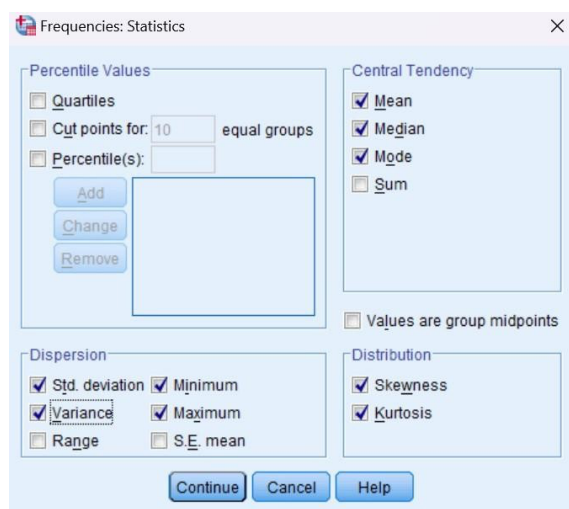 Frequencies: Statistics
Percentile Values
Quartiles
Cut points for: 10 equal groups
Percentile(s):
Add
Change
Remove
Central Tendency
Mean
Median
Mode
Sum
Values are group midpoints
Dispersion
Std. deviation Minimum
Variance Maximum
Range S.E. mean
Distribution
Skewness
Kurtosis
Continue Cancel Help